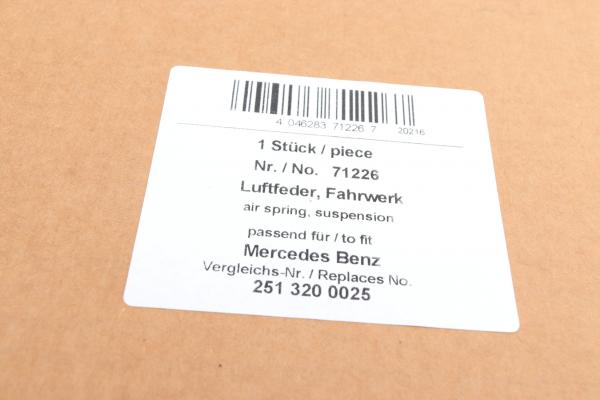 4 046283 71226 7 20216
1 Stück / piece
Nr. / No. 71226
Luftfeder, Fahrwerk
air spring, suspension
passend für / to fit
Mercedes Benz
Vergleichs-Nr. / Replaces No.
251 320 0025